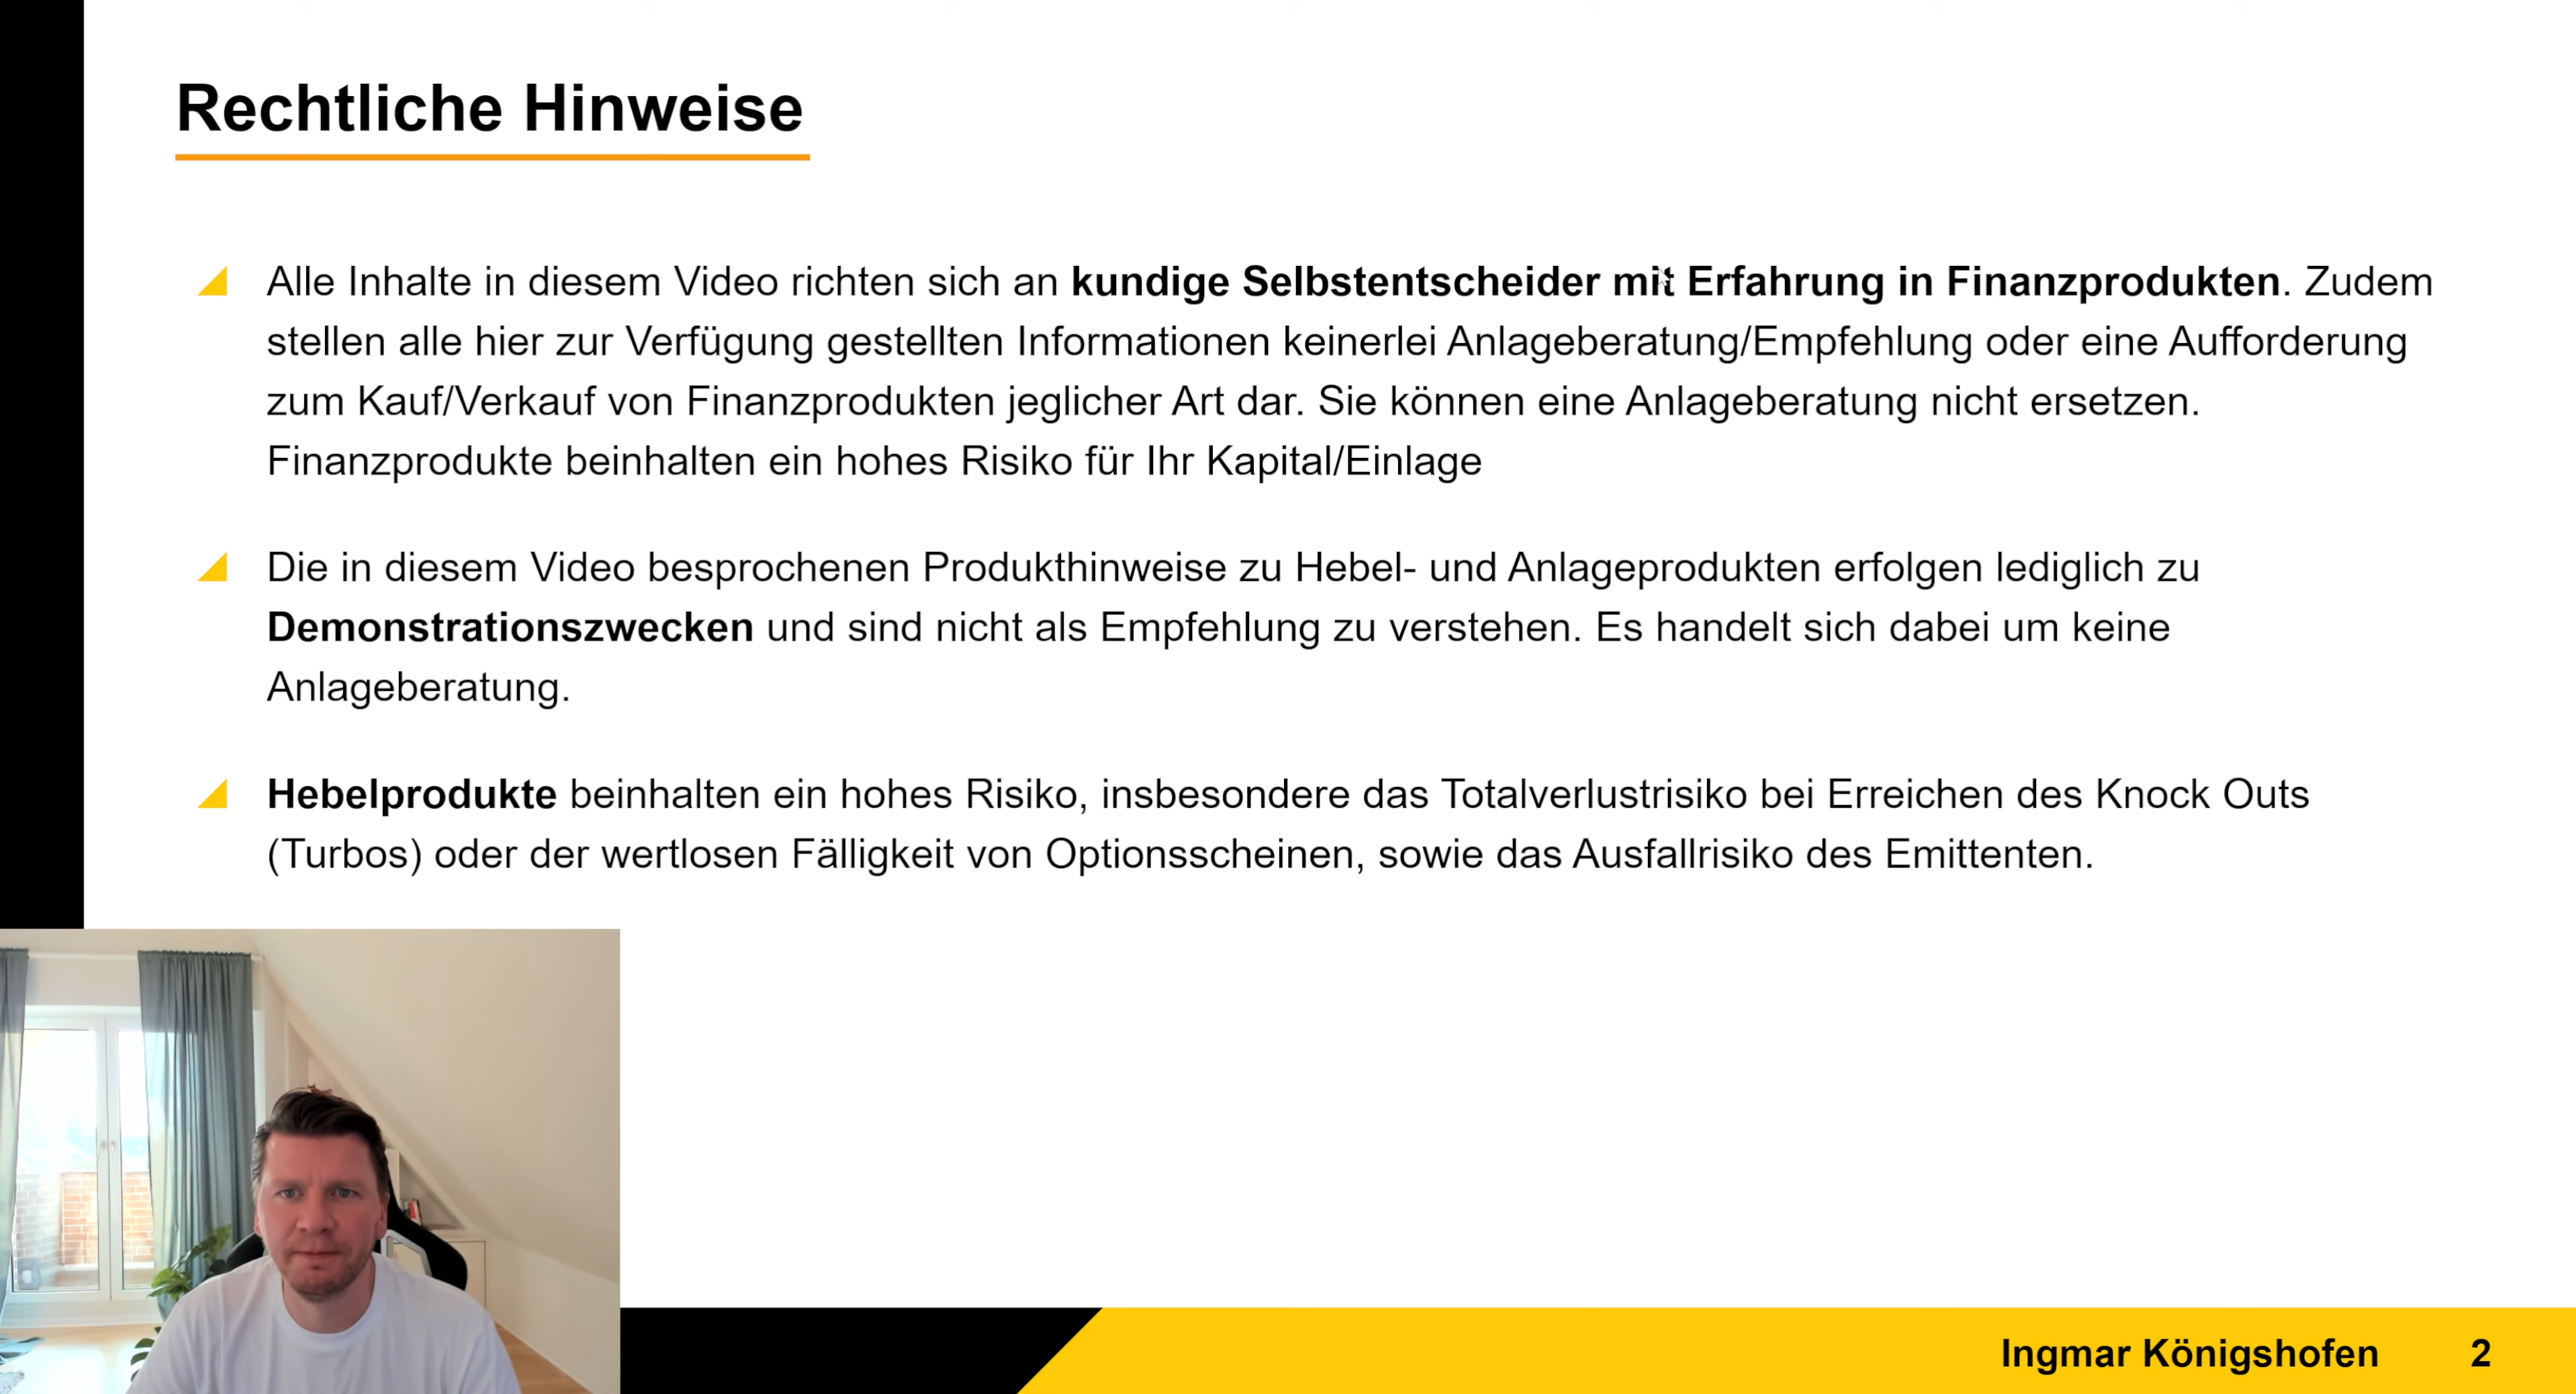 Rechtliche Hinweise
Alle Inhalte in diesem Video richten sich an kundige Selbstentscheider mit Erfahrung in Finanzprodukten. Zudem
stellen alle hier zur Verfügung gestellten Informationen keinerlei Anlageberatung/Empfehlung oder eine Aufforderung
zum Kauf/Verkauf von Finanzprodukten jeglicher Art dar. Sie können eine Anlageberatung nicht ersetzen.
Finanzprodukte beinhalten ein hohes Risiko für Ihr Kapital/Einlage
Die in diesem Video besprochenen Produkthinweise zu Hebel- und Anlageprodukten erfolgen lediglich zu
Demonstrationszwecken und sind nicht als Empfehlung zu verstehen. Es handelt sich dabei um keine
Anlageberatung.
Hebelprodukte beinhalten ein hohes Risiko, insbesondere das Totalverlustrisiko bei Erreichen des Knock Outs
(Turbos) oder der wertlosen Fälligkeit von Optionsscheinen, sowie das Ausfallrisiko des Emittenten.
Ingmar Königshofen 2